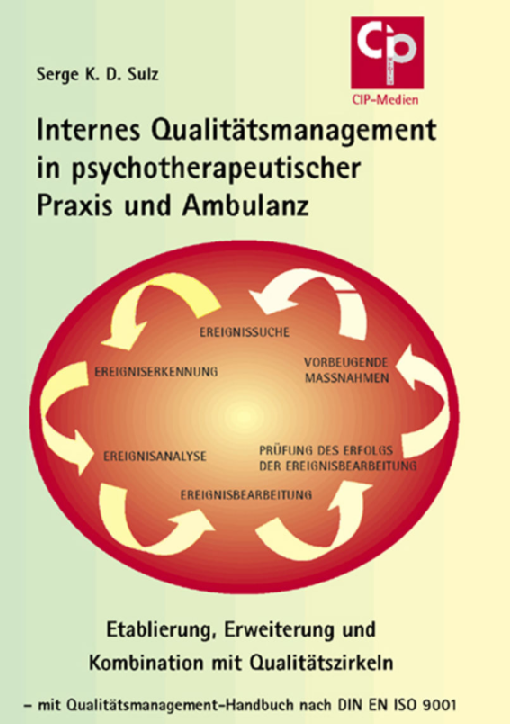 Serge K. D. Sulz
CIP-Medien
Internes Qualitätsmanagement
in psychotherapeutischer
Praxis und Ambulanz
EREIGNISSUCHE
EREIGNISERKENNUNG
VORBEUGENDE
MASSNAHMEN
EREIGNISANALYSE
PRÜFUNG DES ERFOLGS
DER EREIGNISBEARBEITUNG
EREIGNISBEARBEITUNG
Etablierung, Erweiterung und
Kombination mit Qualitätszirkeln
– mit Qualitätsmanagement-Handbuch nach DIN EN ISO 9001